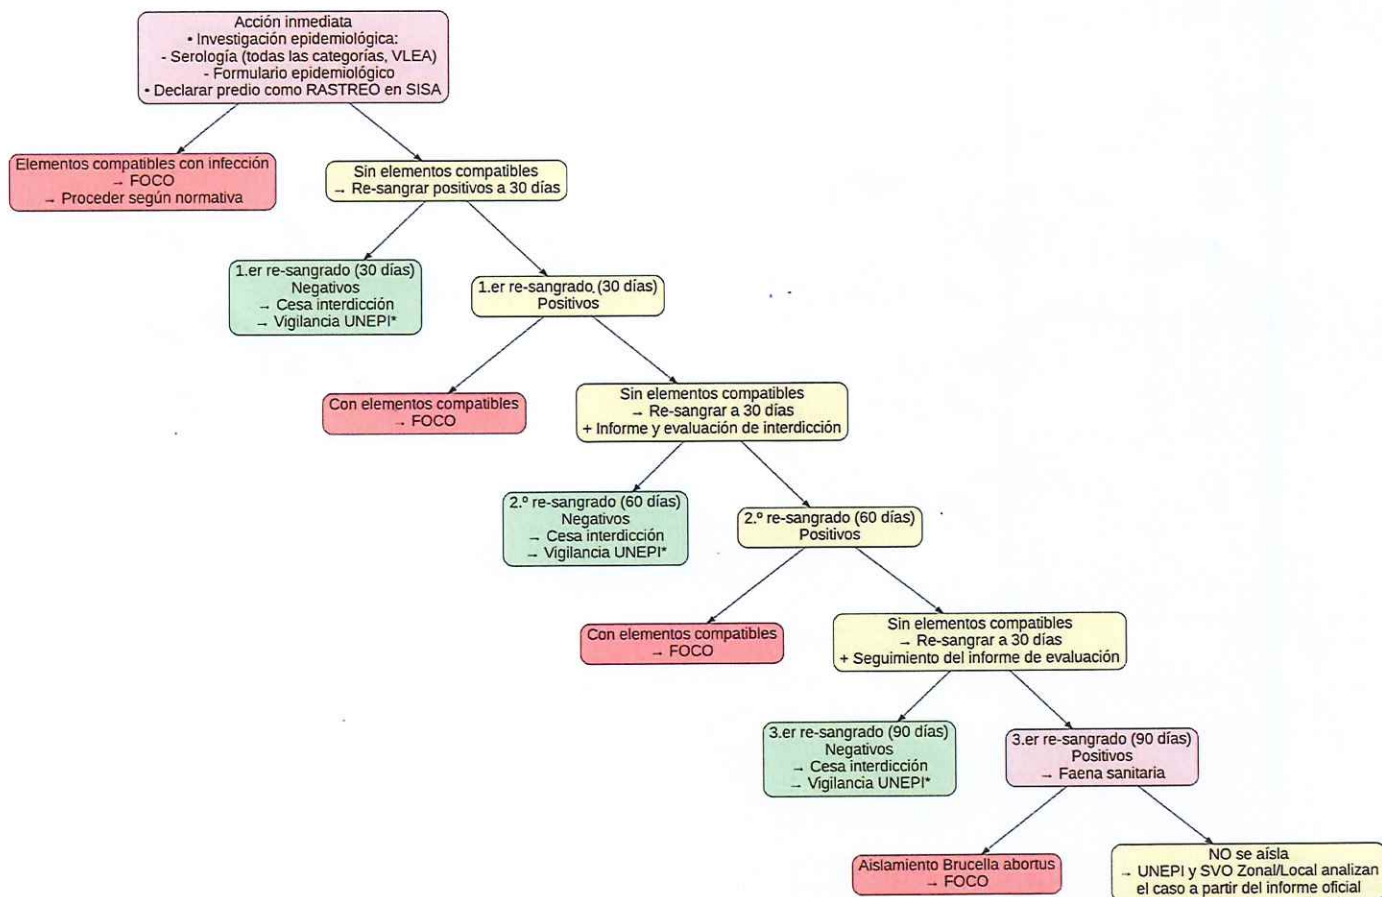 Acción inmediata
• Investigación epidemiológica:
- Serología (todas las categorías, VLEA)
- Formulario epidemiológico
• Declarar predio como RASTREO en SISA
Elementos compatibles con infección
→ FOCO
→ Proceder según normativa
Sin elementos compatibles
→ Re-sangrar positivos a 30 días
1.er re-sangrado (30 días)
Negativos
→ Cesa interdicción
→ Vigilancia UNEPI*
1.er re-sangrado (30 días)
Positivos
Con elementos compatibles
→ FOCO
Sin elementos compatibles
→ Re-sangrar a 30 días
+ Informe y evaluación de interdicción
2.º re-sangrado (60 días)
Negativos
→ Cesa interdicción
→ Vigilancia UNEPI*
2.º re-sangrado (60 días)
Positivos
Con elementos compatibles
→ FOCO
Sin elementos compatibles
→ Re-sangrar a 30 días
+ Seguimiento del informe de evaluación
3.er re-sangrado (90 días)
Negativos
→ Cesa interdicción
→ Vigilancia UNEPI*
3.er re-sangrado (90 días)
Positivos
→ Faena sanitaria
Aislamiento Brucella abortus
→ FOCO
NO se aísla
→ UNEPI y SVO Zonal/Local analizan
el caso a partir del informe oficial